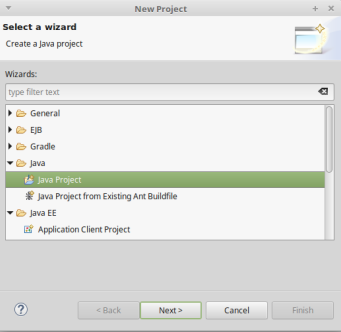 New Project
Select a wizard
Create a Java project
Wizards:
type filter text
General
EJB
Gradle
Java
Java Project
Java Project from Existing Ant Buildfile
Java EE
Application Client Project
? < Back Next > Cancel Finish